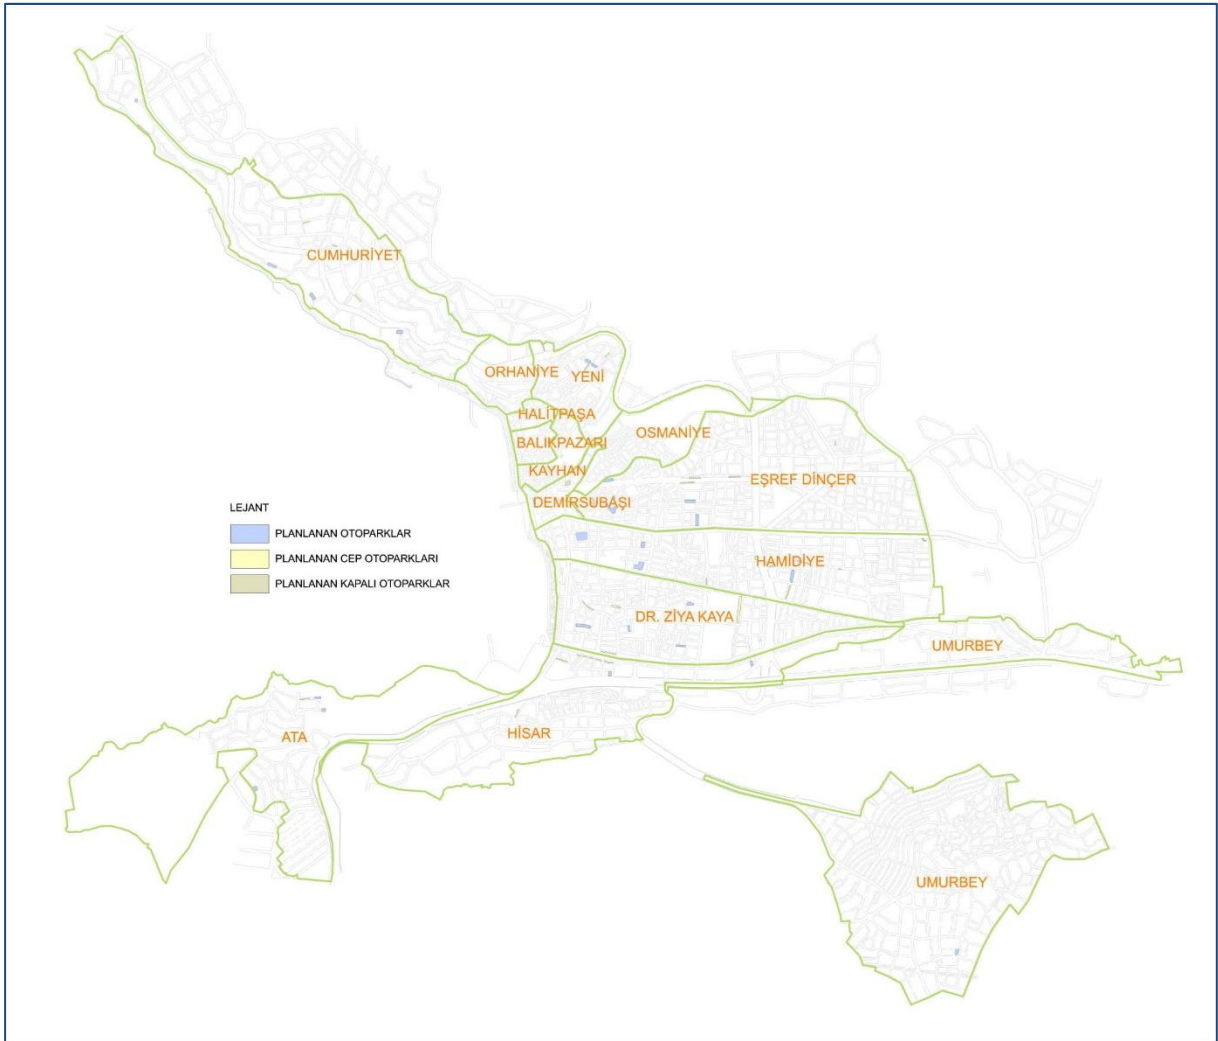 CUMHURİYET
ORHANİYE
YENİ
HALİTPAŞA
OSMANİYE
BALIKPAZARI
KAYHAN
EŞREF DİNÇER
DEMİRSUBAŞI
LEJANT
PLANLANAN OTOPARKLAR
PLANLANAN CEP OTOPARKLARI
PLANLANAN KAPALI OTOPARKLAR
HAMİDİYE
DR. ZİYA KAYA
UMURBEY
HİSAR
ATA
UMURBEY